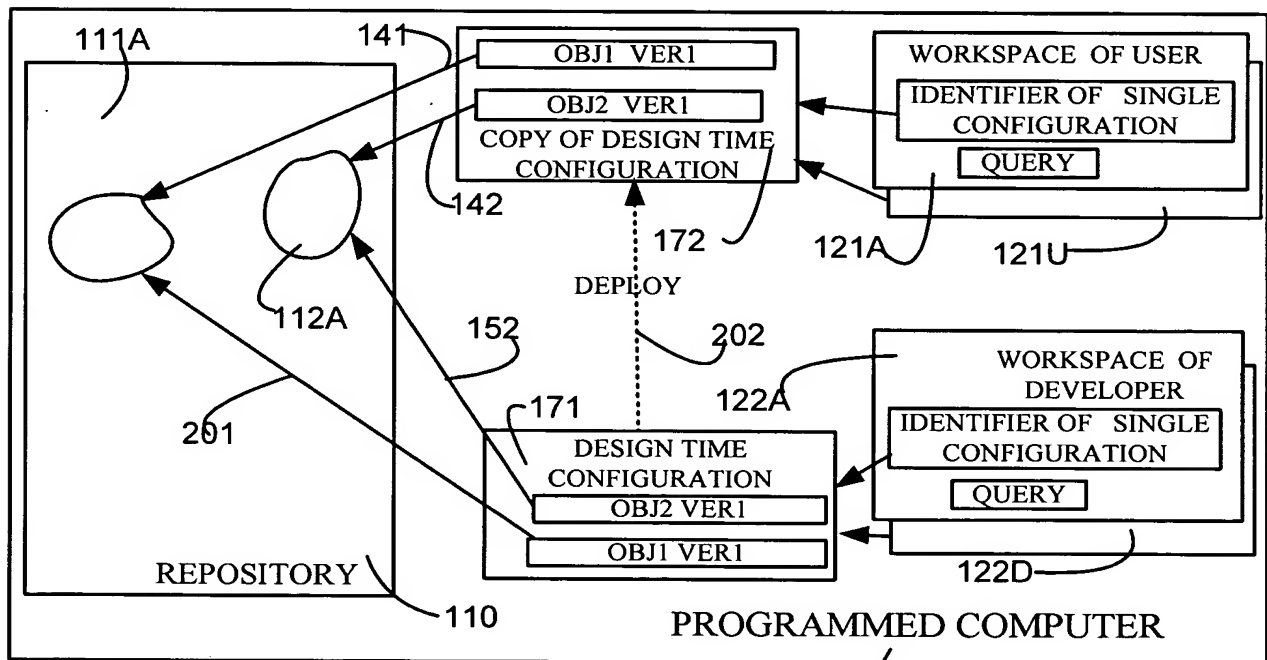 111A
141
OBJ1 VER1
OBJ2 VER1
COPY OF DESIGN TIME
CONFIGURATION
142
172
WORKSPACE OF USER
IDENTIFIER OF SINGLE
CONFIGURATION
QUERY
121A
121U
112A
DEPLOY
152
202
201
171
122A
WORKSPACE OF
DEVELOPER
IDENTIFIER OF SINGLE
CONFIGURATION
QUERY
122D
DESIGN TIME
CONFIGURATION
OBJ2 VER1
OBJ1 VER1
REPOSITORY
110
PROGRAMMED COMPUTER